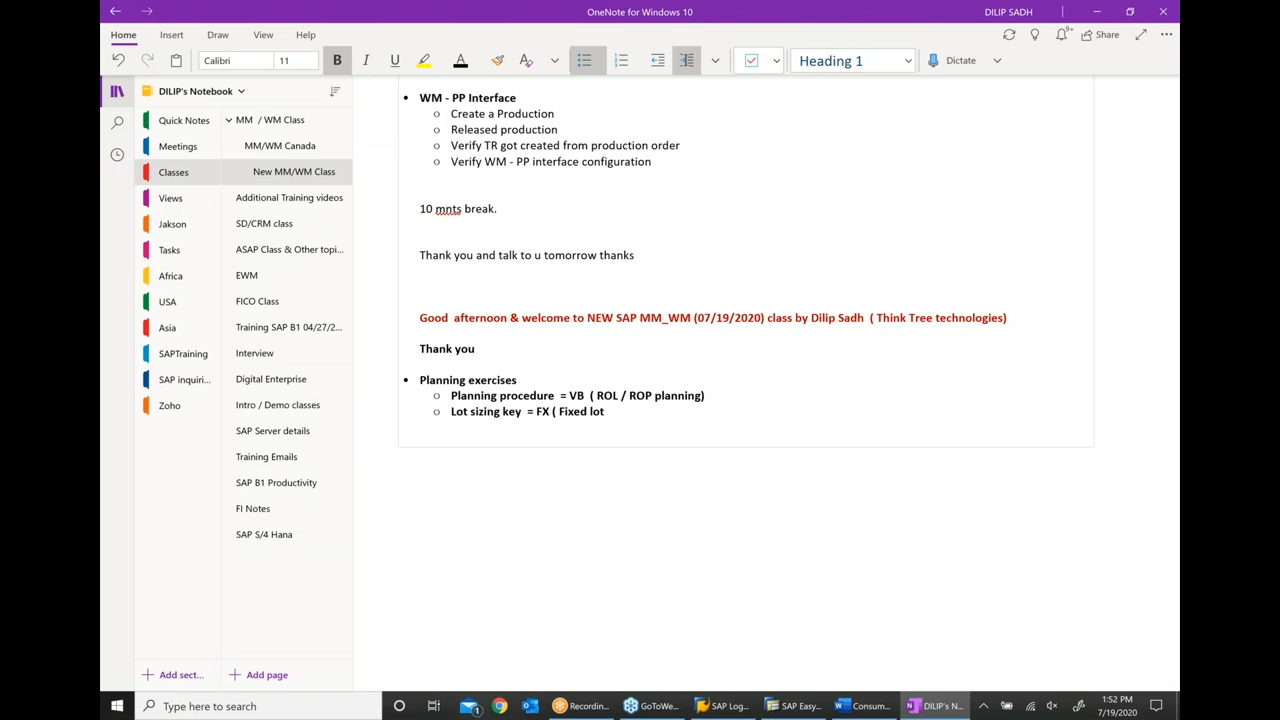 OneNote for Windows 10
DILIP SADH
Home Insert Draw View Help
Share
Calibri 11 B I U A Heading 1 Dictate
DILIP's Notebook
Quick Notes
Meetings
Classes
Views
Jakson
Tasks
Africa
USA
Asia
SAPTraining
SAP inquiri...
Zoho
Add sect...
MM / WM Class
MM/WM Canada
New MM/WM Class
Additional Training videos
SD/CRM class
ASAP Class & Other topi...
EWM
FICO Class
Training SAP B1 04/27/2...
Interview
Digital Enterprise
Intro / Demo classes
SAP Server details
Training Emails
SAP B1 Productivity
FI Notes
SAP S/4 Hana
Add page
• WM - PP Interface
o Create a Production
o Released production
o Verify TR got created from production order
o Verify WM - PP interface configuration
10 mnts break.
Thank you and talk to u tomorrow thanks
Good afternoon & welcome to NEW SAP MM_WM (07/19/2020) class by Dilip Sadh ( Think Tree technologies)
Thank you
• Planning exercises
o Planning procedure = VB ( ROL / ROP planning)
o Lot sizing key = FX ( Fixed lot
Type here to search
Recordin...
GoToWe...
SAP Log...
SAP Easy...
Consum...
DILIP's N...
1:52 PM
7/19/2020